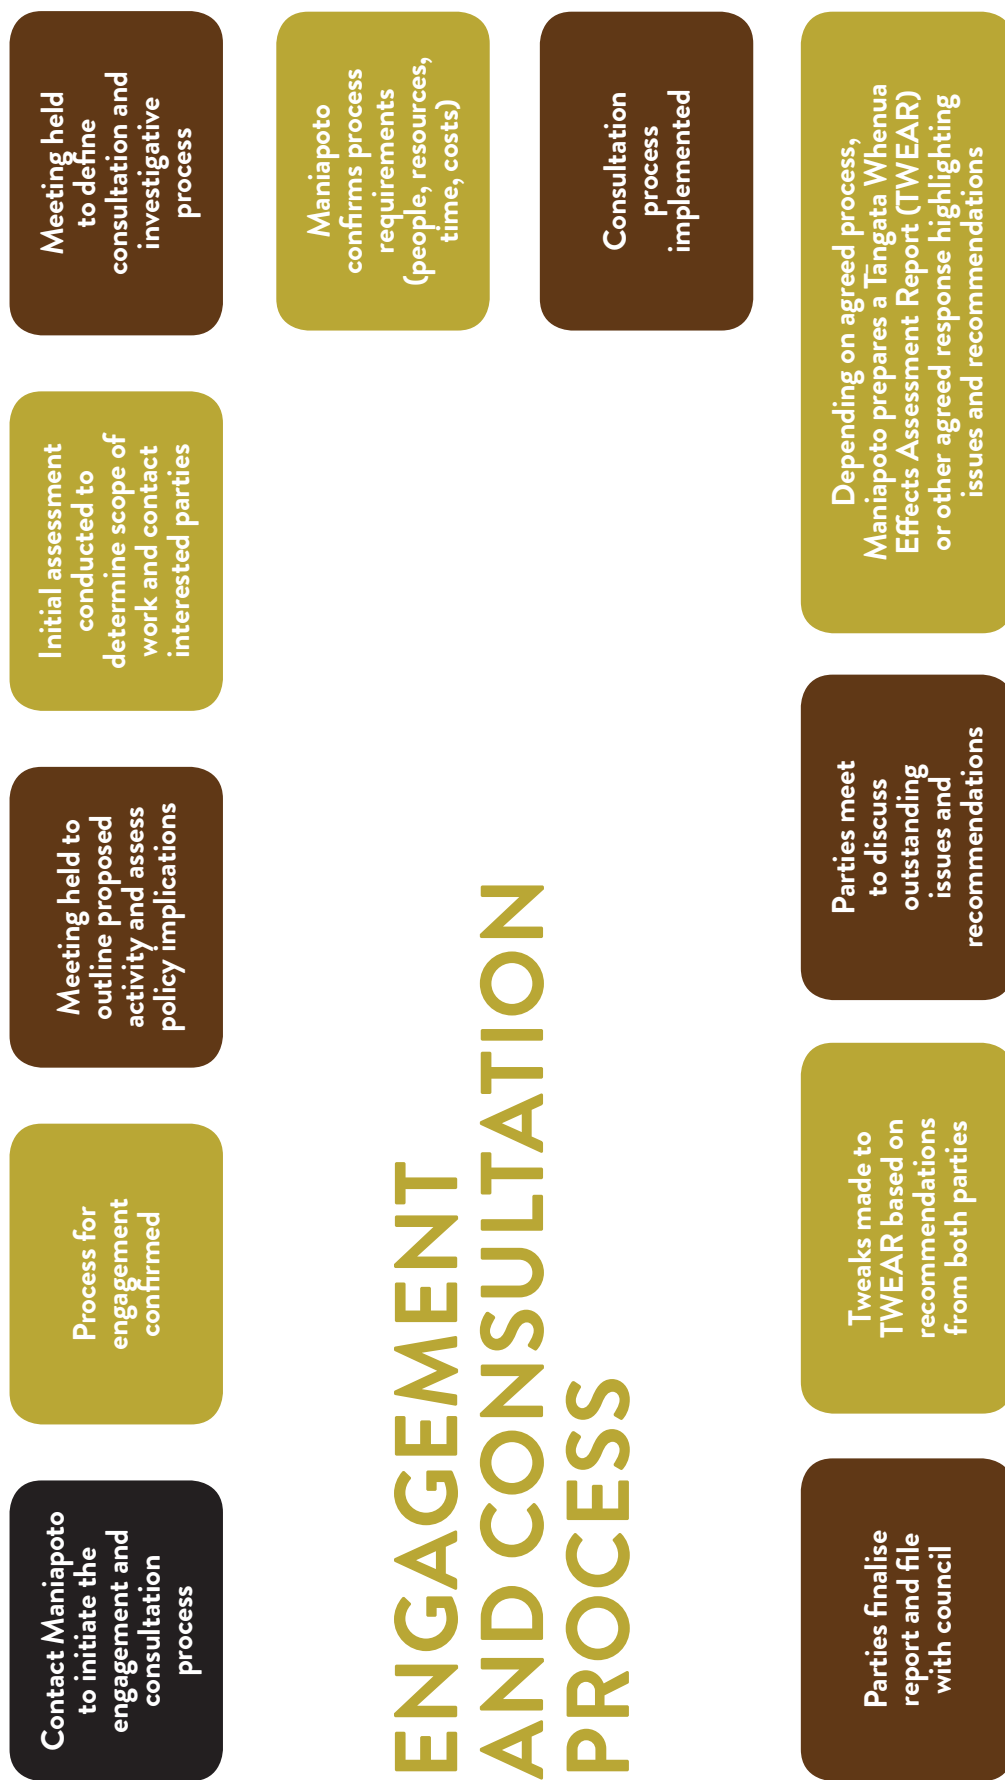 Contact Maniapoto
to initiate the
engagement and
consultation
process
Process for
engagement
confirmed
Meeting held to
outline proposed
activity and assess
policy implications
Initial assessment
conducted to
determine scope of
work and contact
interested parties
Meeting held
to define
consultation and
investigative
process
Maniapoto
confirms process
requirements
(people, resources,
time, costs)
Consultation
process
implemented
ENGAGEMENT
AND CONSULTATION
PROCESS
Depending on agreed process,
Maniapoto prepares a Tangata Whenua
Effects Assessment Report (TWEAR)
or other agreed response highlighting
issues and recommendations
Parties meet
to discuss
outstanding
issues and
recommendations
Tweaks made to
TWEAR based on
recommendations
from both parties
Parties finalise
report and file
with council